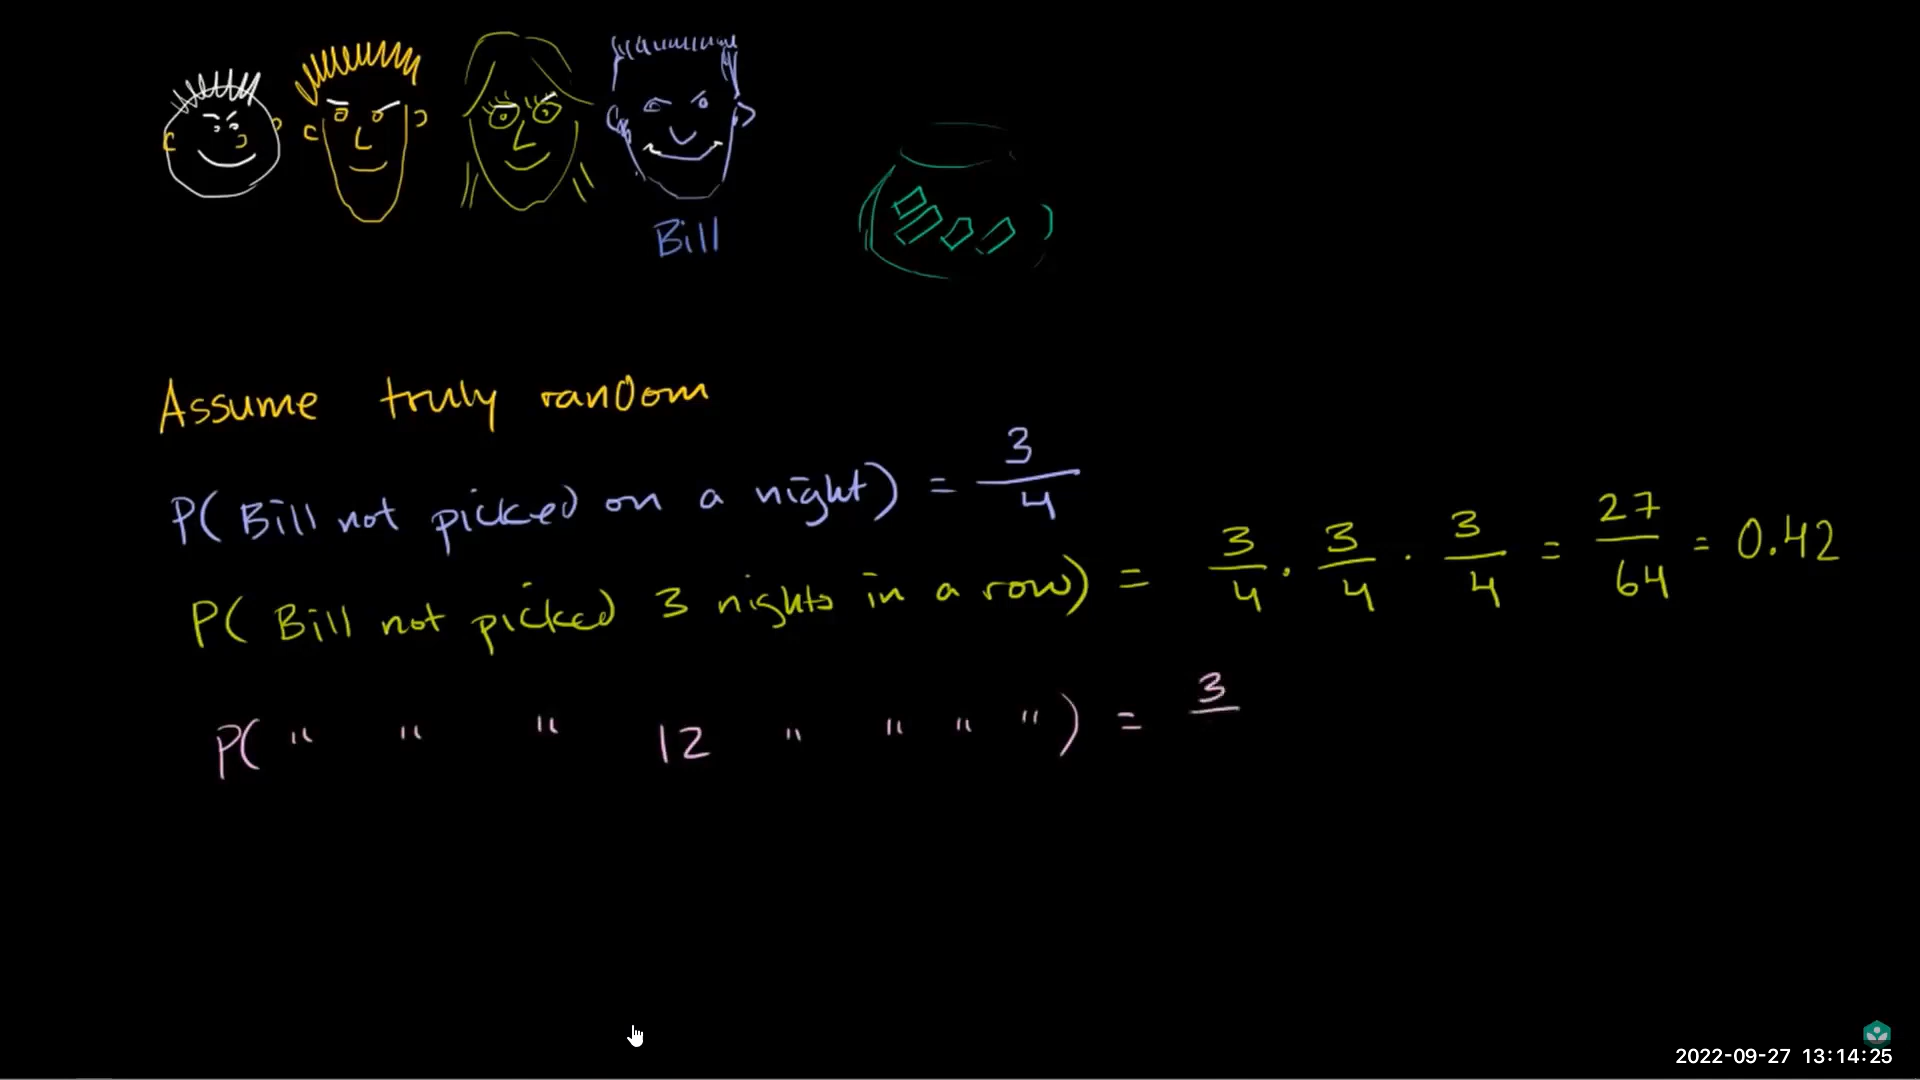 Bill
Assume truly random
P(Bill not picked on a night) = 3/4
P(Bill not picked 3 nights in a row) = 3/4 · 3/4 · 3/4 = 27/64 = 0.42
P( " " " 12 " " " " ) = 3/
2022-09-27 13:14:25